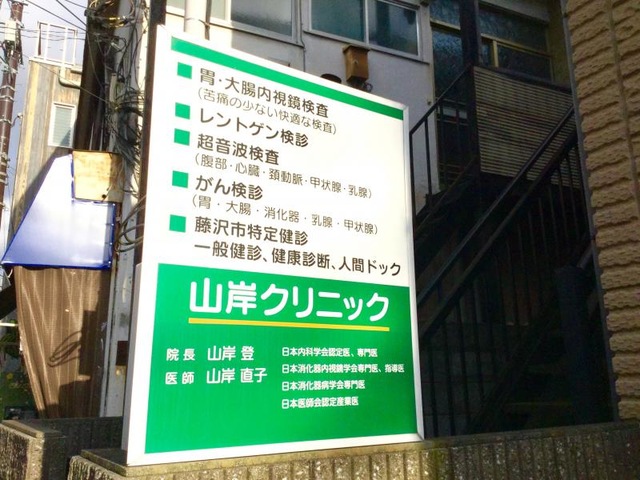 胃・大腸内視鏡検査
(苦痛の少ない快適な検査)
レントゲン検診
超音波検査
(腹部・心臓・頚動脈・甲状腺・乳腺)
がん検診
(胃・大腸・消化器・乳腺・甲状腺)
藤沢市特定健診
一般健診、健康診断、人間ドック
山岸クリニック
院長 山岸 登
医師 山岸 直子
日本内科学会認定医、専門医
日本消化器内視鏡学会専門医、指導医
日本消化器病学会専門医
日本医師会認定産業医